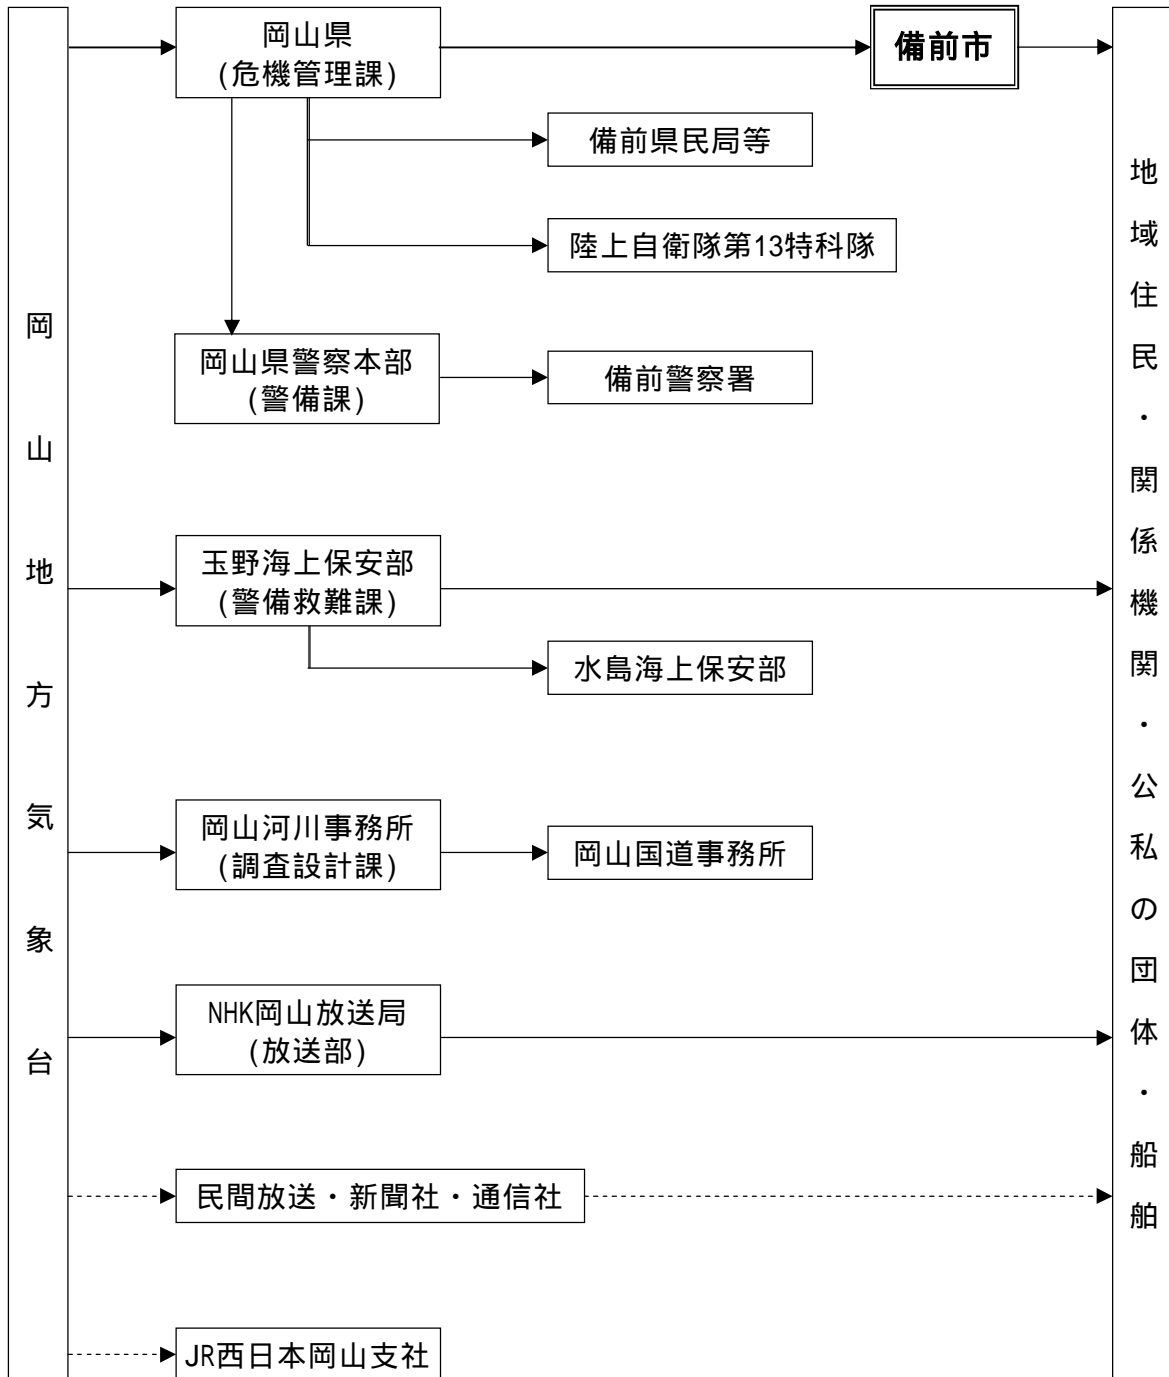 岡山地方気象台
岡山県
(危機管理課)
備前市
備前県民局等
陸上自衛隊第13特科隊
岡山県警察本部
(警備課)
備前警察署
玉野海上保安部
(警備救難課)
水島海上保安部
岡山河川事務所
(調査設計課)
岡山国道事務所
NHK岡山放送局
(放送部)
民間放送・新聞社・通信社
JR西日本岡山支社
地域住民・関係機関・公私の団体・船舶